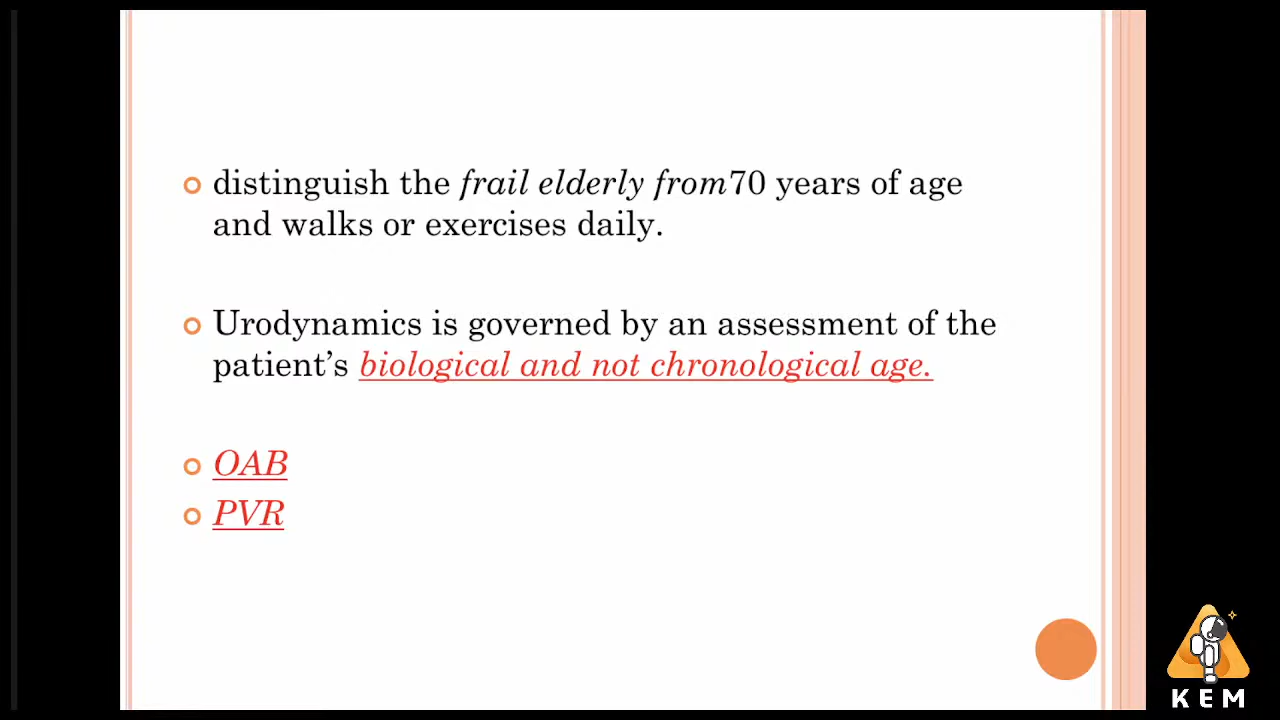 distinguish the frail elderly from70 years of age
and walks or exercises daily.
Urodynamics is governed by an assessment of the
patient’s biological and not chronological age.
OAB
PVR
KEM